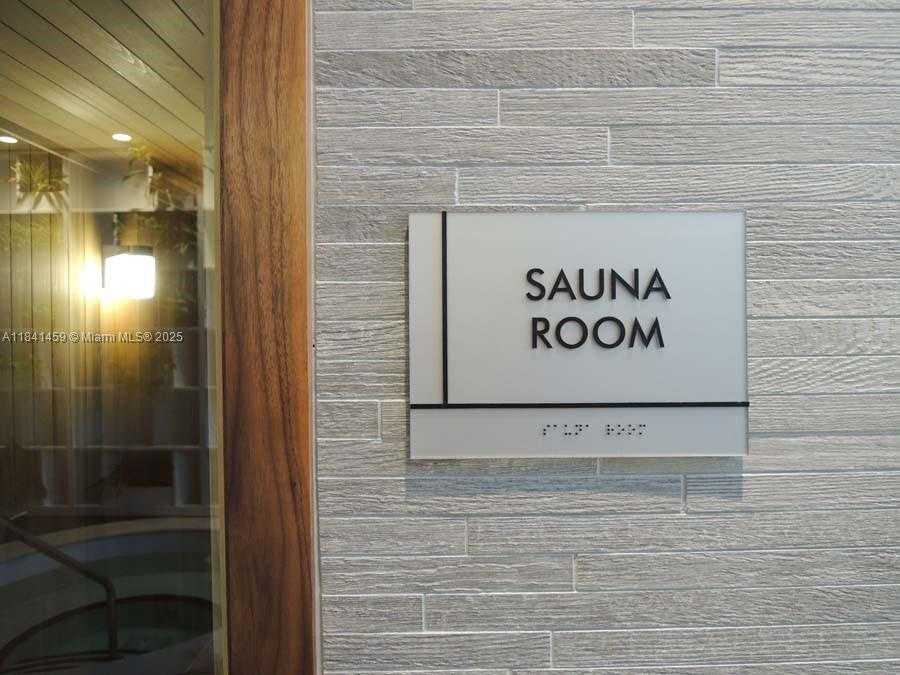 SAUNA
ROOM
⠎⠁⠥⠝⠁ ⠗⠕⠕⠍
A11841459 © Miami MLS® 2025